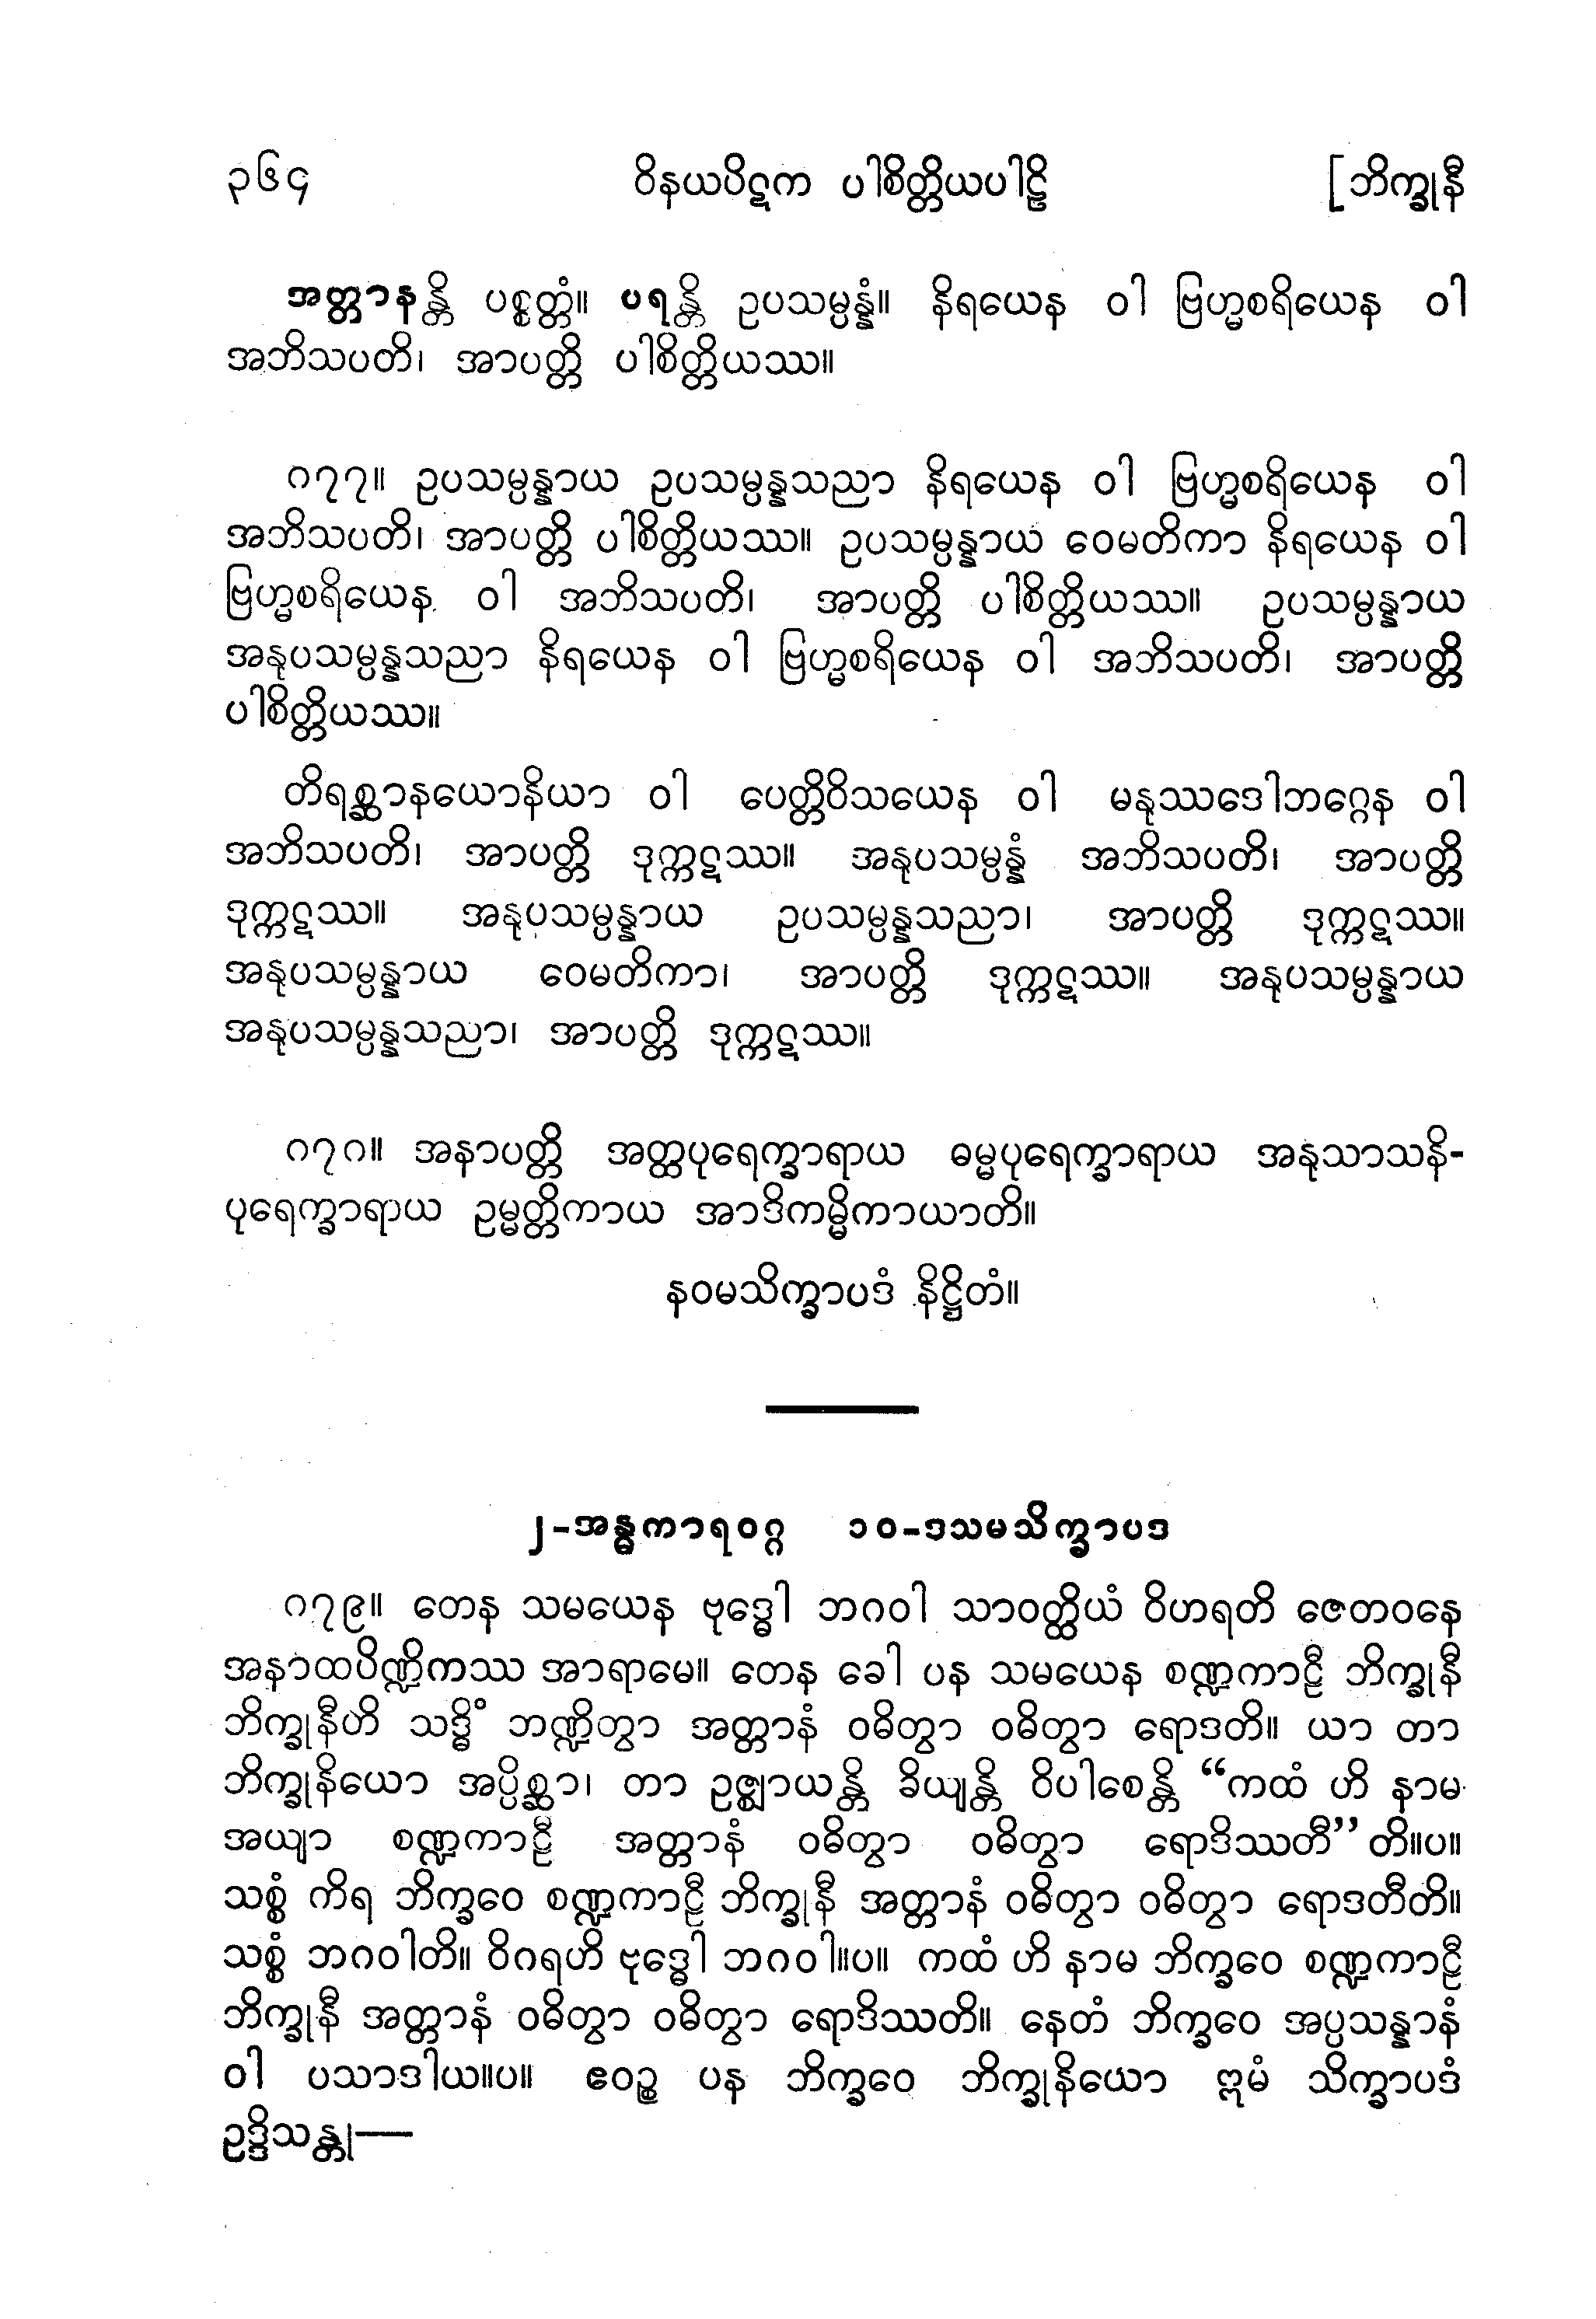 ၃၆၄ ဝိနယပိဋက ပါစိတ္တိယပါဠိ [ဘိက္ခုနီ
အတ္တာနန္တိ ပစ္စတ္တံ။ ပရန္တိ ဥပသမ္ပန္နံ။ နိရယေန ဝါ ဗြဟ္မစရိယေန ဝါ
အဘိသပတိ၊ အာပတ္တိ ပါစိတ္တိယဿ။
၈၇၇။ ဥပသမ္ပန္နာယ ဥပသမ္ပန္နသညာ နိရယေန ဝါ ဗြဟ္မစရိယေန ဝါ
အဘိသပတိ၊ အာပတ္တိ ပါစိတ္တိယဿ။ ဥပသမ္ပန္နာယ ဝေမတိကာ နိရယေန ဝါ
ဗြဟ္မစရိယေန ဝါ အဘိသပတိ၊ အာပတ္တိ ပါစိတ္တိယဿ။ ဥပသမ္ပန္နာယ
အနုပသမ္ပန္နသညာ နိရယေန ဝါ ဗြဟ္မစရိယေန ဝါ အဘိသပတိ၊ အာပတ္တိ
ပါစိတ္တိယဿ။
တိရစ္ဆာနယောနိယာ ဝါ ပေတ္တိဝိသယေန ဝါ မနုဿဒေါဘဂ္ဂေန ဝါ
အဘိသပတိ၊ အာပတ္တိ ဒုက္ကဋဿ။ အနုပသမ္ပန္နံ အဘိသပတိ၊ အာပတ္တိ
ဒုက္ကဋဿ။ အနုပသမ္ပန္နာယ ဥပသမ္ပန္နသညာ၊ အာပတ္တိ ဒုက္ကဋဿ။
အနုပသမ္ပန္နာယ ဝေမတိကာ၊ အာပတ္တိ ဒုက္ကဋဿ။ အနုပသမ္ပန္နာယ
အနုပသမ္ပန္နသညာ၊ အာပတ္တိ ဒုက္ကဋဿ။
၈၇၈။ အနာပတ္တိ အတ္ထပုရေက္ခာရာယ ဓမ္မပုရေက္ခာရာယ အနုသာသနိ-
ပုရေက္ခာရာယ ဥမ္မတ္တိကာယ အာဒိကမ္မိကာယာတိ။
နဝမသိက္ခာပဒံ နိဋ္ဌိတံ။
၂-အန္ဓကာရဝဂ္ဂ ၁၀-ဒသမသိက္ခာပဒ
၈၇၉။ တေန သမယေန ဗုဒ္ဓေါ ဘဂဝါ သာဝတ္ထိယံ ဝိဟရတိ ဇေတဝနေ
အနာထပိဏ္ဍိကဿ အာရာမေ။ တေန ခေါ ပန သမယေန စဏ္ဍကာဠီ ဘိက္ခုနီ
ဘိက္ခုနီဟိ သဒ္ဓိံ ဘဏ္ဍိတွာ အတ္တာနံ ဝဓိတွာ ဝဓိတွာ ရောဒတိ။ ယာ တာ
ဘိက္ခုနိယော အပ္ပိစ္ဆာ၊ တာ ဥဇ္ဈာယန္တိ ခိယျန္တိ ဝိပါစေန္တိ “ကထံ ဟိ နာမ
အယျာ စဏ္ဍကာဠီ အတ္တာနံ ဝဓိတွာ ဝဓိတွာ ရောဒိဿတီ”တိ။ပ။
သစ္စံ ကိရ ဘိက္ခဝေ စဏ္ဍကာဠီ ဘိက္ခုနီ အတ္တာနံ ဝဓိတွာ ဝဓိတွာ ရောဒတီတိ။
သစ္စံ ဘဂဝါတိ။ ဝိဂရဟိ ဗုဒ္ဓေါ ဘဂဝါ။ပ။ ကထံ ဟိ နာမ ဘိက္ခဝေ စဏ္ဍကာဠီ
ဘိက္ခုနီ အတ္တာနံ ဝဓိတွာ ဝဓိတွာ ရောဒိဿတိ။ နေတံ ဘိက္ခဝေ အပ္ပသန္နာနံ
ဝါ ပသာဒါယ။ပ။ ဧဝဉ္စ ပန ဘိက္ခဝေ ဘိက္ခုနိယော ဣမံ သိက္ခာပဒံ
ဥဒ္ဒိသန္တု—